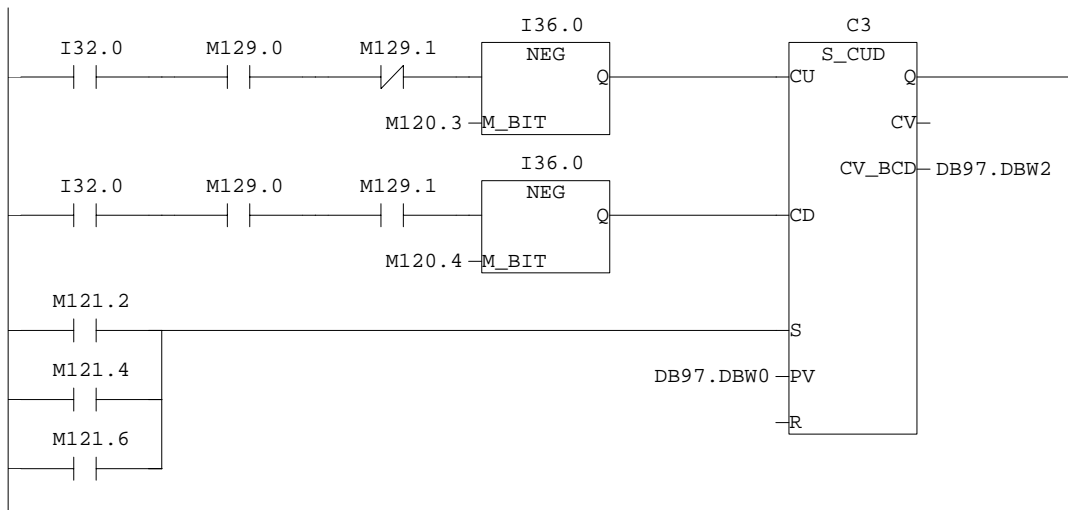 I36.0 C3
I32.0 M129.0 M129.1 NEG S_CUD
Q CU Q
M120.3 M_BIT CV
I36.0 CV_BCD DB97.DBW2
I32.0 M129.0 M129.1 NEG
Q CD
M120.4 M_BIT
M121.2
S
M121.4
DB97.DBW0 PV
M121.6 R